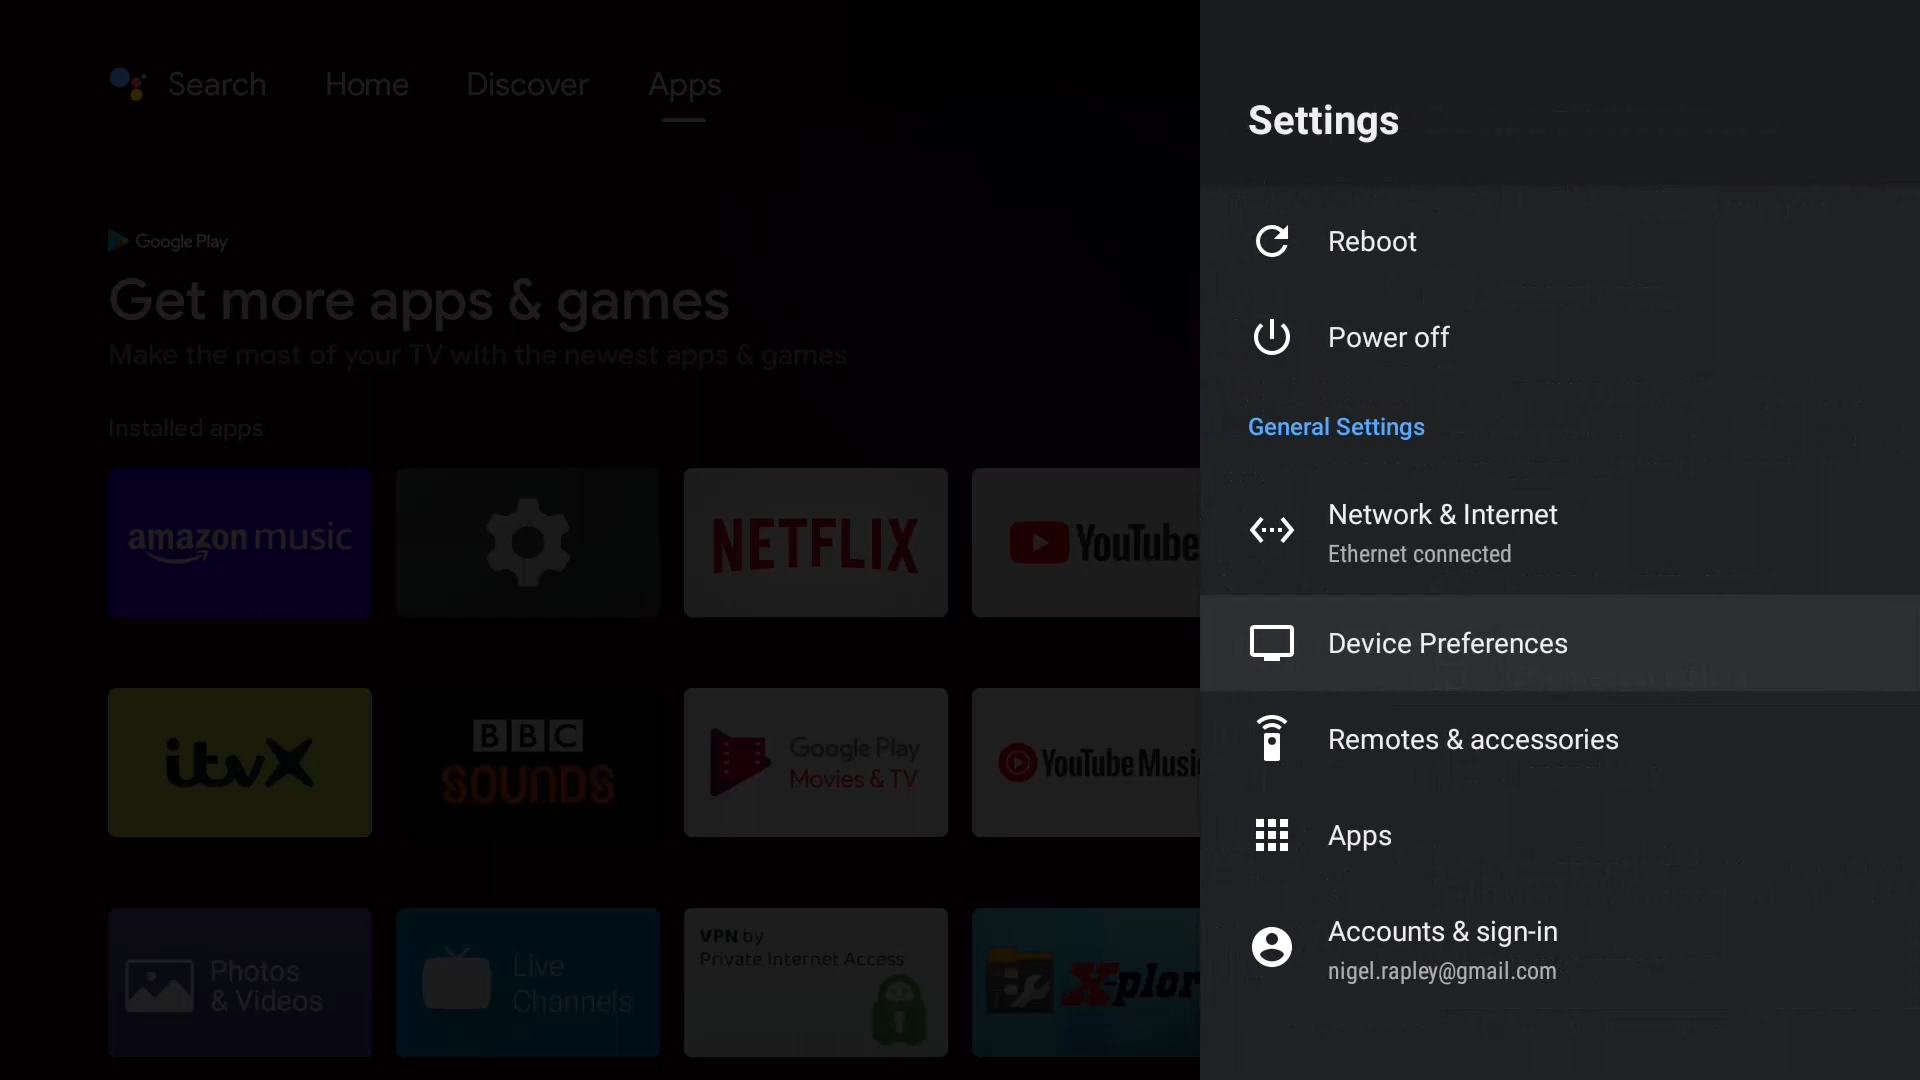 Search Home Discover Apps
Google Play
Get more apps & games
Make the most of your TV with the newest apps & games
Installed apps
amazon music
NETFLIX
YouTube
itvX
BBC
SOUNDS
Google Play
Movies & TV
YouTube Musi
Photos
& Videos
Live
Channels
VPN by
Private Internet Access
X-plor
Settings
Reboot
Power off
General Settings
Network & Internet
Ethernet connected
Device Preferences
Remotes & accessories
Apps
Accounts & sign-in
nigel.rapley@gmail.com